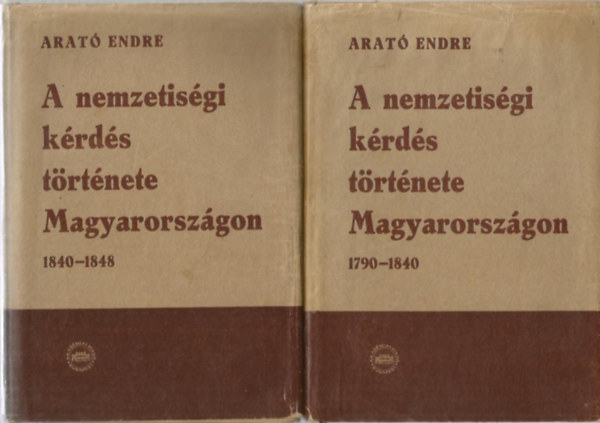 ARATÓ ENDRE
A nemzetiségi
kérdés
története
Magyarországon
1840–1848
ARATÓ ENDRE
A nemzetiségi
kérdés
története
Magyarországon
1790–1840